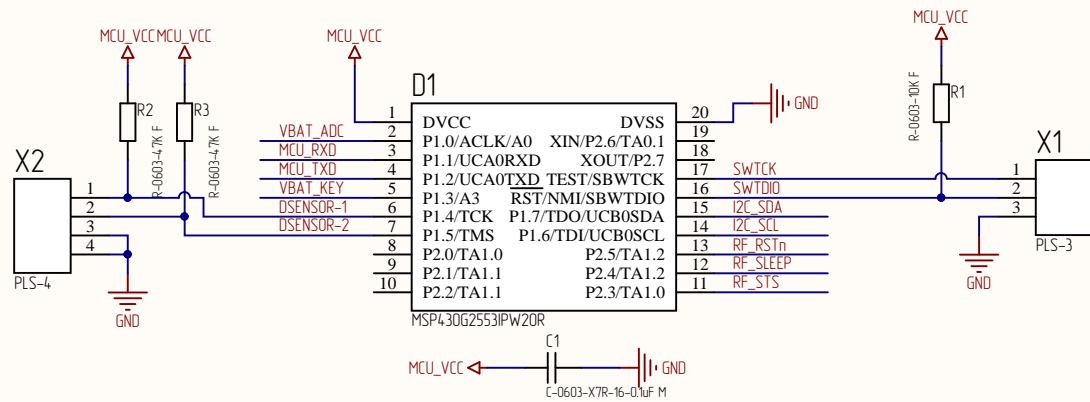 MCU_VCC
MCU_VCC
MCU_VCC
MCU_VCC
R2
R-0603-47K F
R3
R-0603-47K F
R1
R-0603-10K F
D1
1 DVCC
2 P1.0/ACLK/A0
3 P1.1/UCA0RXD
4 P1.2/UCA0TXD
5 P1.3/A3
6 P1.4/TCK
7 P1.5/TMS
8 P2.0/TA1.0
9 P2.1/TA1.1
10 P2.2/TA1.1
DVSS 20
XIN/P2.6/TA0.1 19
XOUT/P2.7 18
TEST/SBWTCK 17
RST/NMI/SBWTDIO 16
P1.7/TDO/UCB0SDA 15
P1.6/TDI/UCB0SCL 14
P2.5/TA1.2 13
P2.4/TA1.2 12
P2.3/TA1.0 11
MSP430G2553IPW20R
VBAT_ADC
MCU_RXD
MCU_TXD
VBAT_KEY
DSENSOR-1
DSENSOR-2
GND
SWTCK
SWTDIO
I2C_SDA
I2C_SCL
RF_RSTn
RF_SLEEP
RF_STS
X2
1
2
3
4
PLS-4
GND
X1
1
2
3
PLS-3
GND
C1
MCU_VCC
GND
C-0603-X7R-16-0.1uF M